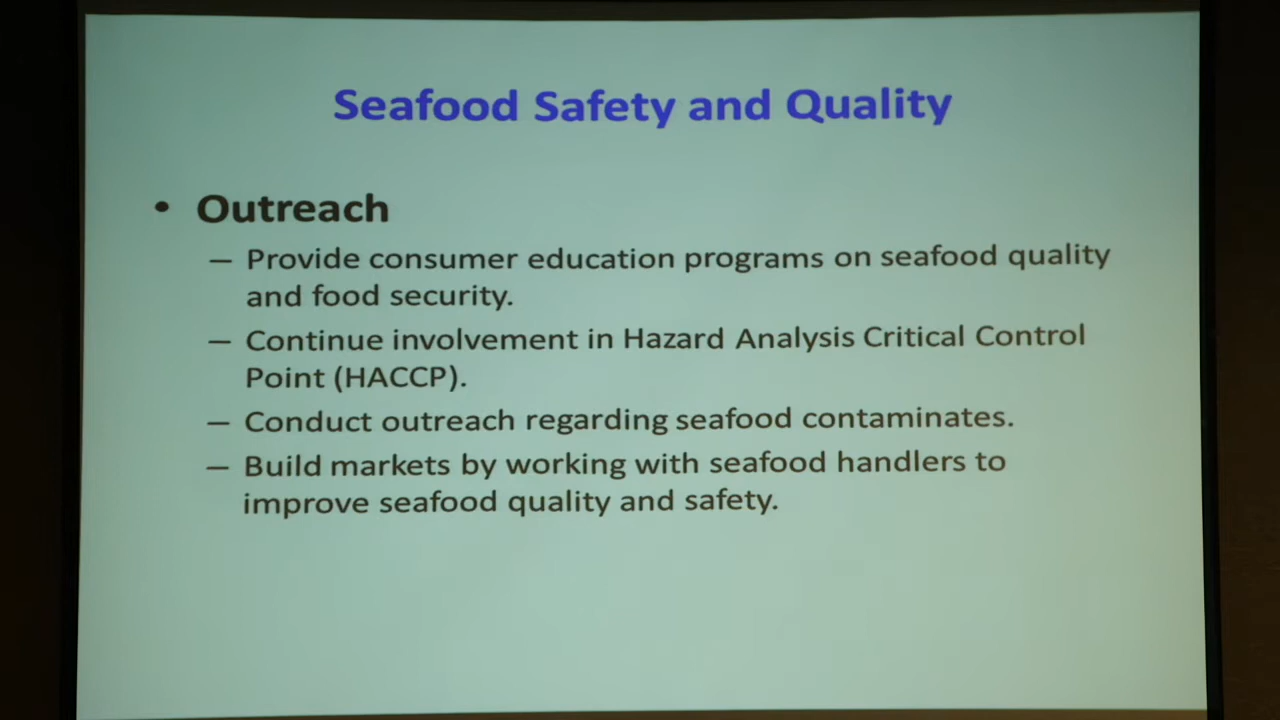 Seafood Safety and Quality
• Outreach
– Provide consumer education programs on seafood quality
and food security.
– Continue involvement in Hazard Analysis Critical Control
Point (HACCP).
– Conduct outreach regarding seafood contaminates.
– Build markets by working with seafood handlers to
improve seafood quality and safety.